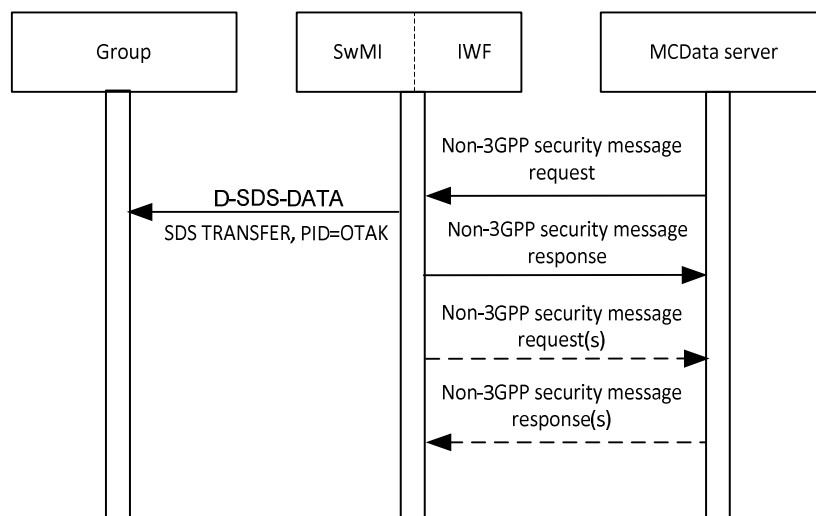 Group
SwMI
IWF
MCData server
Non-3GPP security message
request
D-SDS-DATA
SDS TRANSFER, PID=OTAK
Non-3GPP security message
response
Non-3GPP security message
request(s)
Non-3GPP security message
response(s)